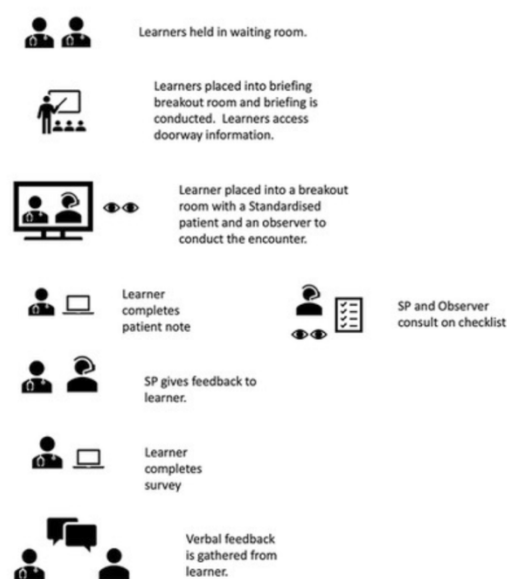 Learners held in waiting room.
Learners placed into briefing
breakout room and briefing is
conducted.  Learners access
doorway information.
Learner placed into a breakout
room with a Standardised
patient and an observer to
conduct the encounter.
Learner
completes
patient note
SP and Observer
consult on checklist
SP gives feedback to
learner.
Learner
completes
survey
Verbal feedback
is gathered from
learner.